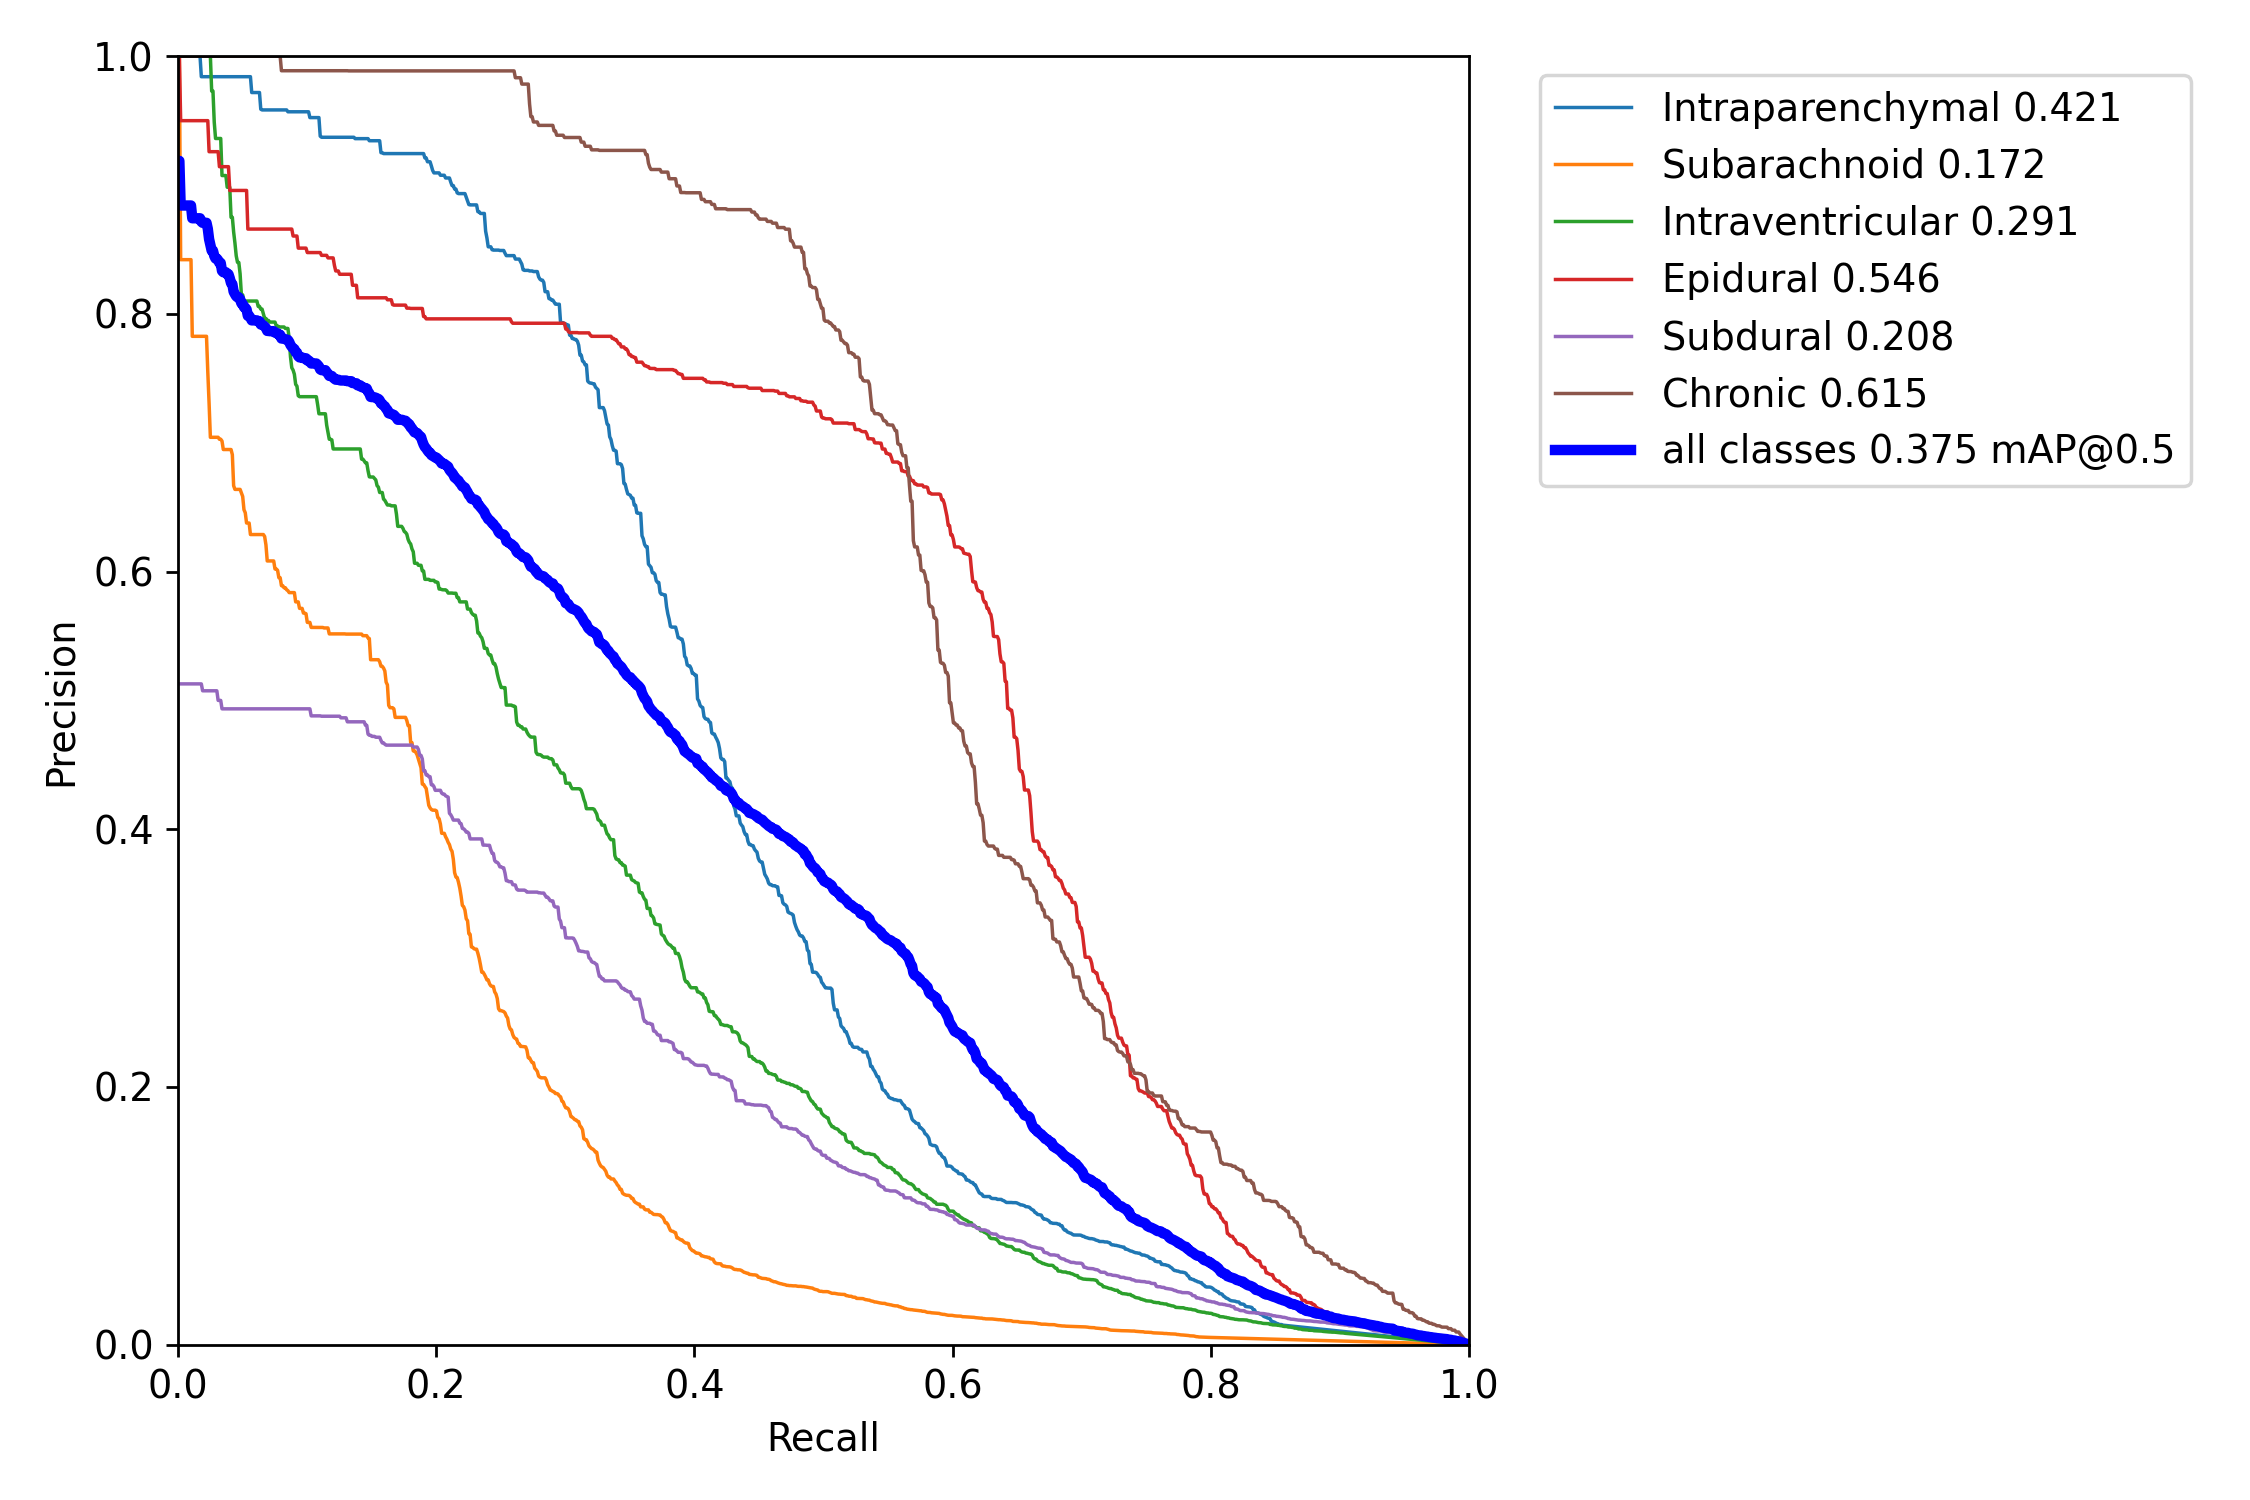 1.0
0.8
0.6
0.4
0.2
0.0
Precision
0.0 0.2 0.4 0.6 0.8 1.0
Recall
Intraparenchymal 0.421
Subarachnoid 0.172
Intraventricular 0.291
Epidural 0.546
Subdural 0.208
Chronic 0.615
all classes 0.375 mAP@0.5